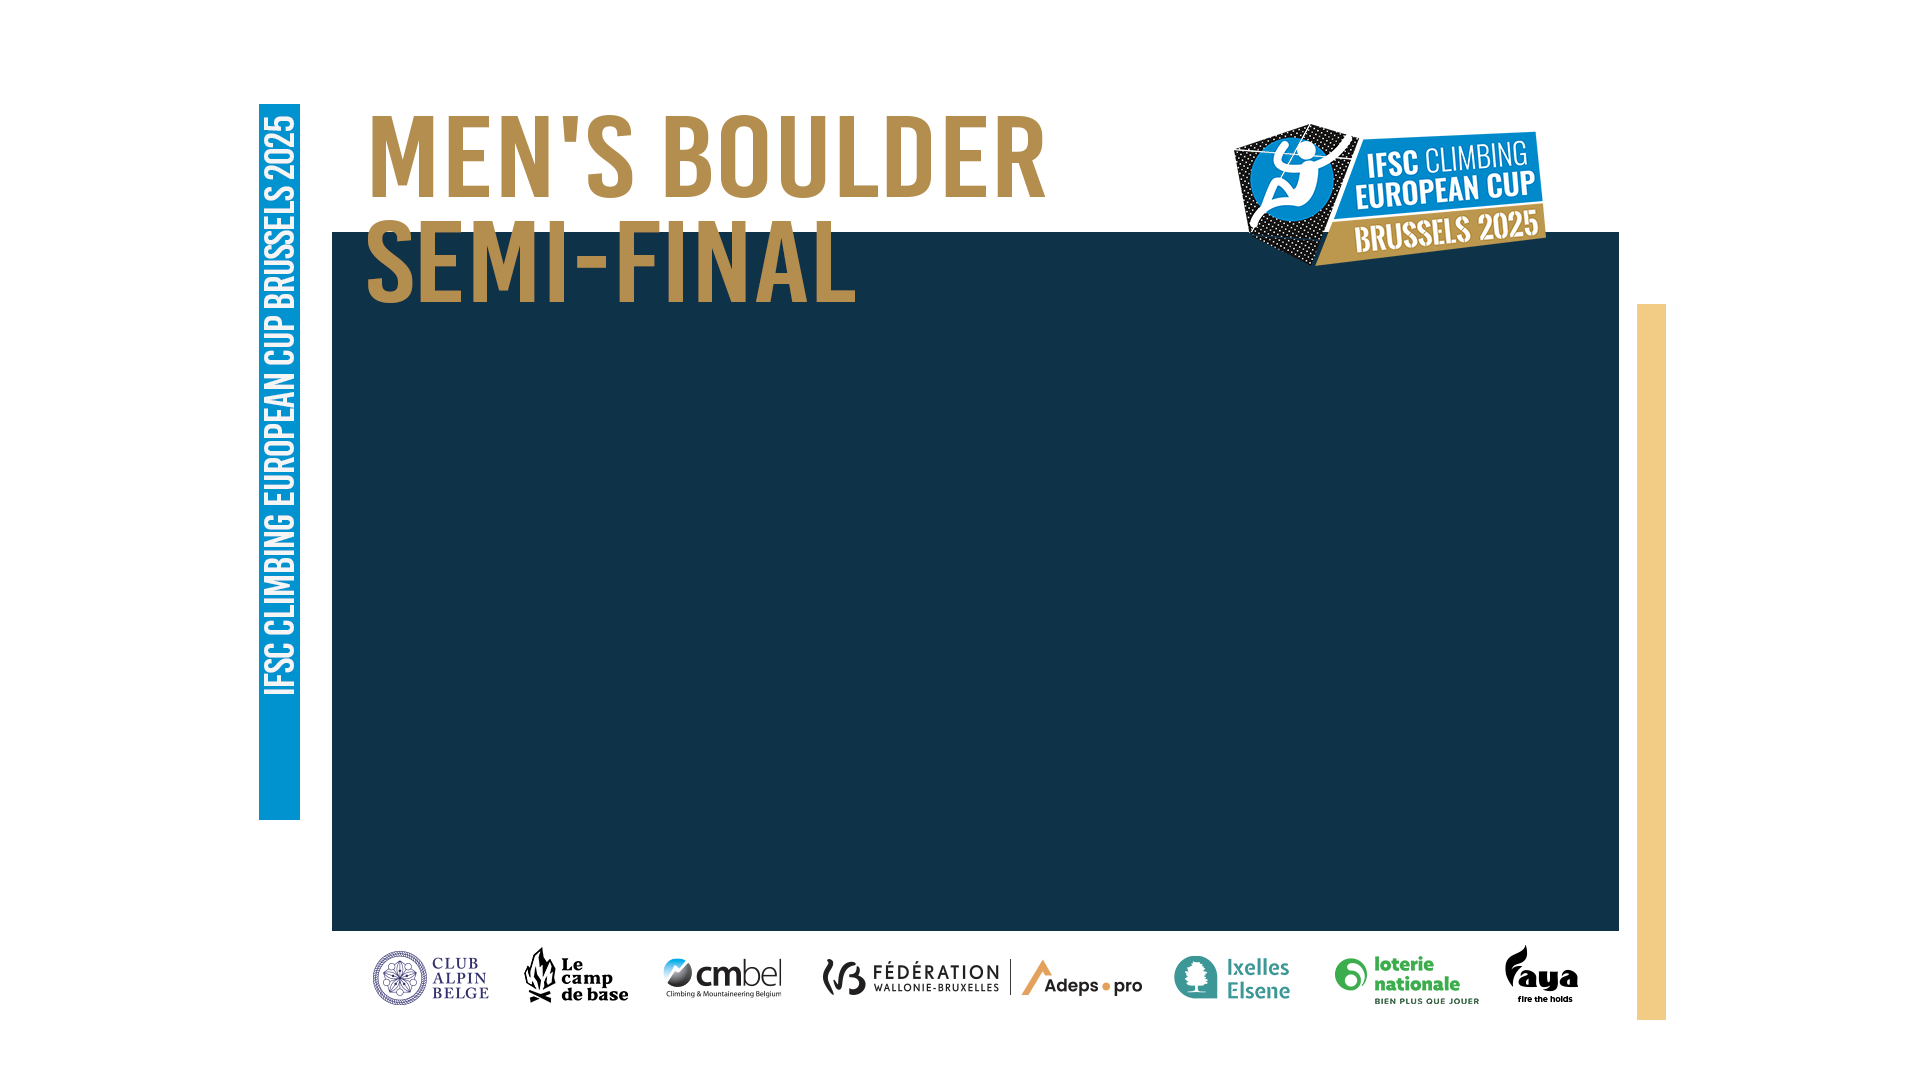 IFSC CLIMBING EUROPEAN CUP BRUSSELS 2025
MEN'S BOULDER
SEMI-FINAL
IFSC CLIMBING
EUROPEAN CUP
BRUSSELS 2025
CLUB
ALPIN
BELGE
Le
camp
de base
cmbel
Climbing & Mountaineering Belgium
FÉDÉRATION
WALLONIE-BRUXELLES
Adeps•pro
Ixelles
Elsene
loterie
nationale
BIEN PLUS QUE JOUER
Faya
fire the holds